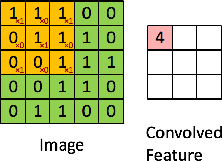 1×1 1×0 1×1 0 0
0×0 1×1 1×0 1 0
0×1 0×0 1×1 1 1
0 0 1 1 0
0 1 1 0 0
Image
4
Convolved
Feature